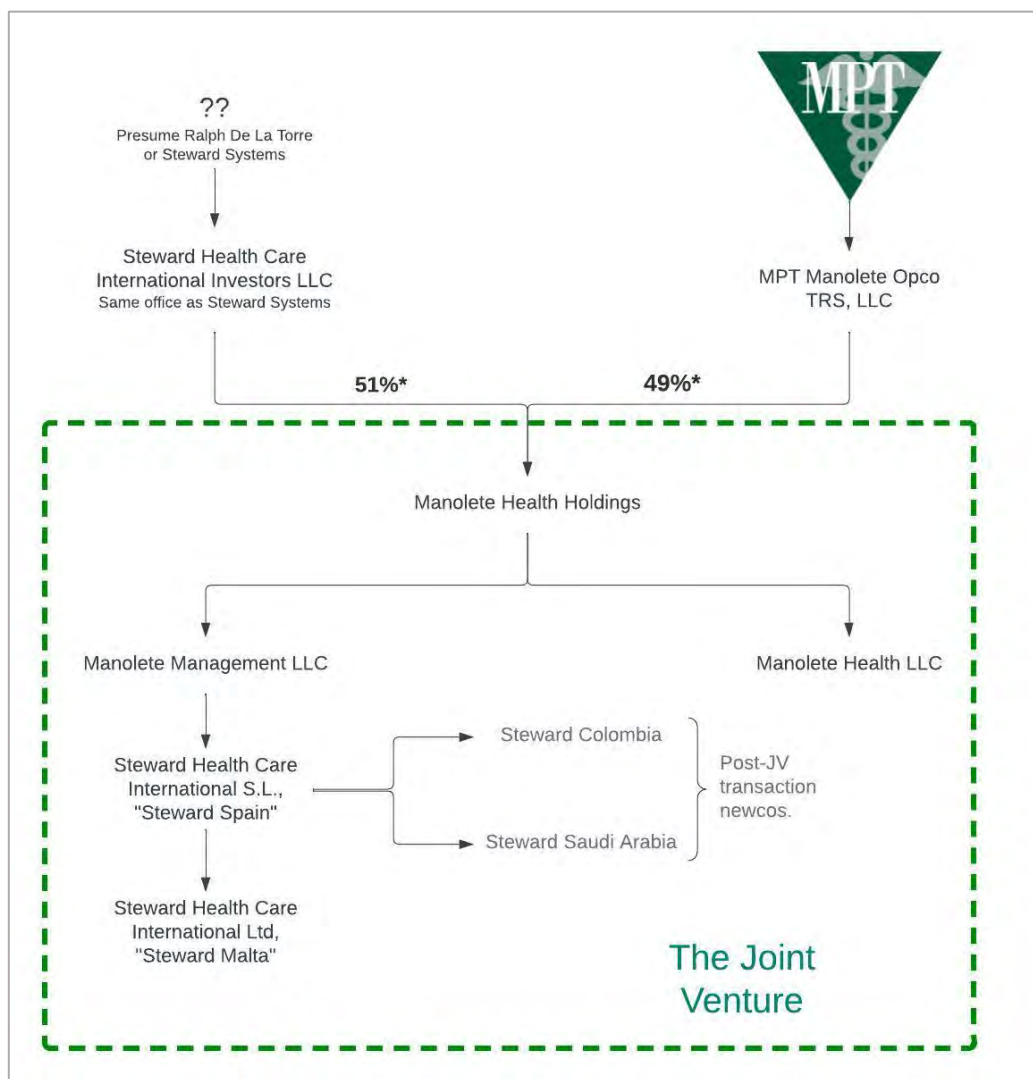 MPT
??
Presume Ralph De La Torre
or Steward Systems
Steward Health Care
International Investors LLC
Same office as Steward Systems
MPT Manolete Opco
TRS, LLC
51%*
49%*
Manolete Health Holdings
Manolete Management LLC
Manolete Health LLC
Steward Health Care
International S.L.,
"Steward Spain"
Steward Colombia
Steward Saudi Arabia
Post-JV
transaction
newcos.
Steward Health Care
International Ltd,
"Steward Malta"
The Joint
Venture